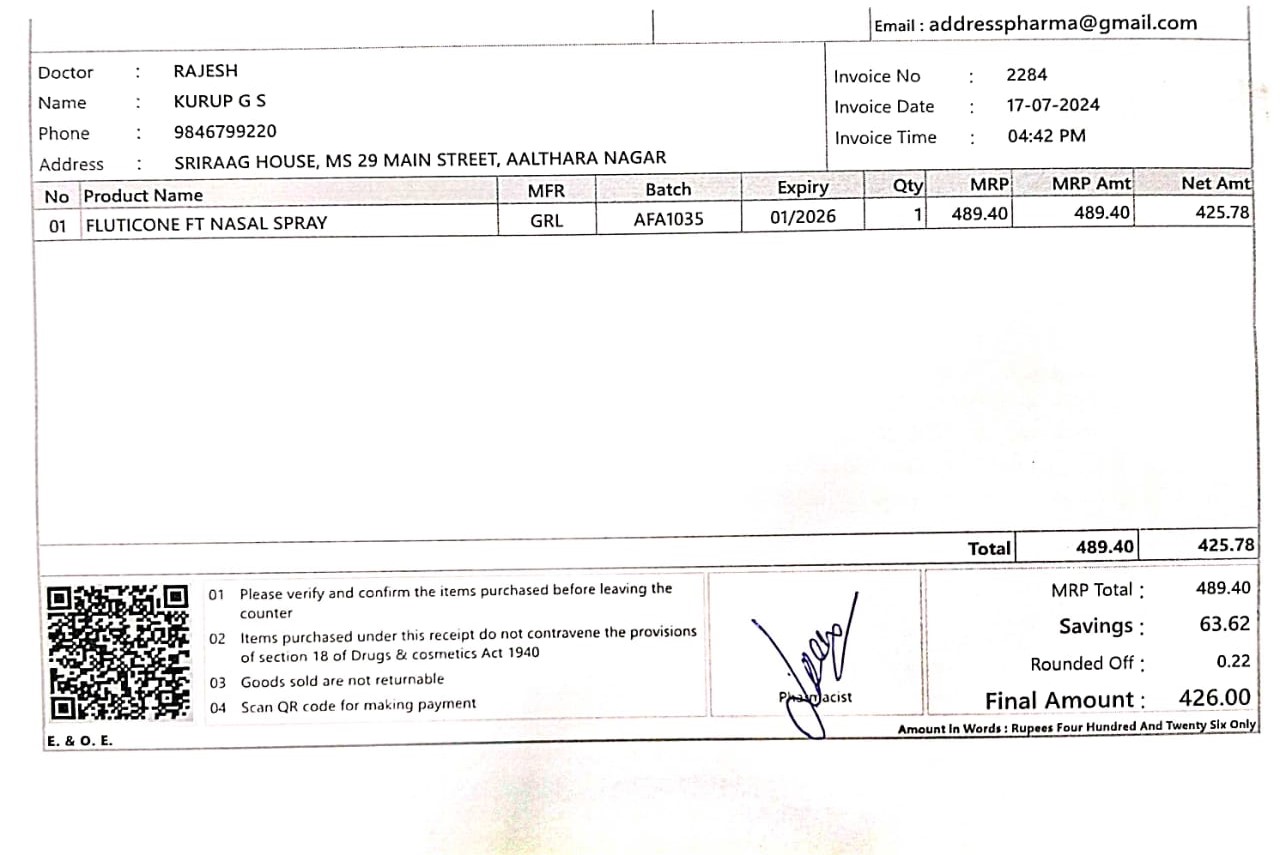 Email : addresspharma@gmail.com
Doctor : RAJESH
Name : KURUP G S
Phone : 9846799220
Address : SRIRAAG HOUSE, MS 29 MAIN STREET, AALTHARA NAGAR
Invoice No : 2284
Invoice Date : 17-07-2024
Invoice Time : 04:42 PM
No Product Name MFR Batch Expiry Qty MRP MRP Amt Net Amt
01 FLUTICONE FT NASAL SPRAY GRL AFA1035 01/2026 1 489.40 489.40 425.78
Total 489.40 425.78
01 Please verify and confirm the items purchased before leaving the
counter
02 Items purchased under this receipt do not contravene the provisions
of section 18 of Drugs & cosmetics Act 1940
03 Goods sold are not returnable
04 Scan QR code for making payment
E. & O. E.
Pharmacist
MRP Total : 489.40
Savings : 63.62
Rounded Off : 0.22
Final Amount : 426.00
Amount In Words : Rupees Four Hundred And Twenty Six Only